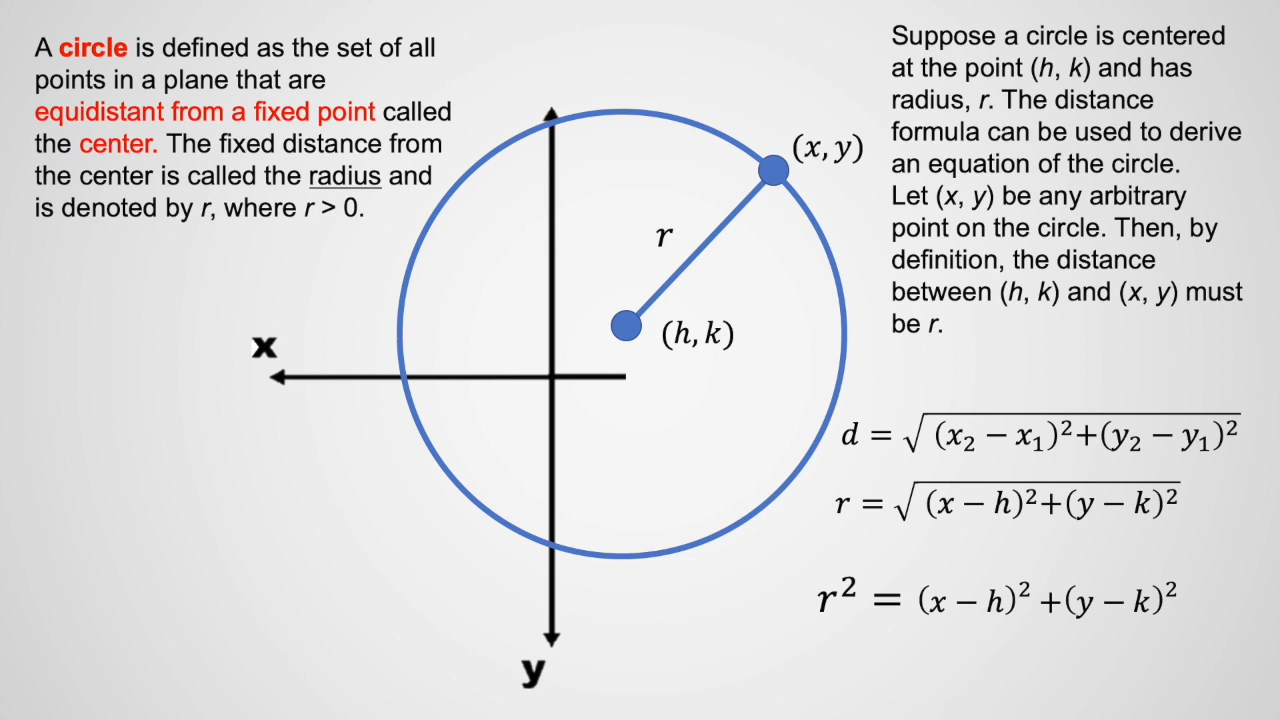 A circle is defined as the set of all
points in a plane that are
equidistant from a fixed point called
the center. The fixed distance from
the center is called the radius and
is denoted by r, where r > 0.
Suppose a circle is centered
at the point (h, k) and has
radius, r. The distance
formula can be used to derive
an equation of the circle.
Let (x, y) be any arbitrary
point on the circle. Then, by
definition, the distance
between (h, k) and (x, y) must
be r.
(x, y)
r
(h, k)
x
y
d = √(x₂ − x₁)²+(y₂ − y₁)²
r = √(x − h)²+(y − k)²
r² = (x − h)² +(y − k)²